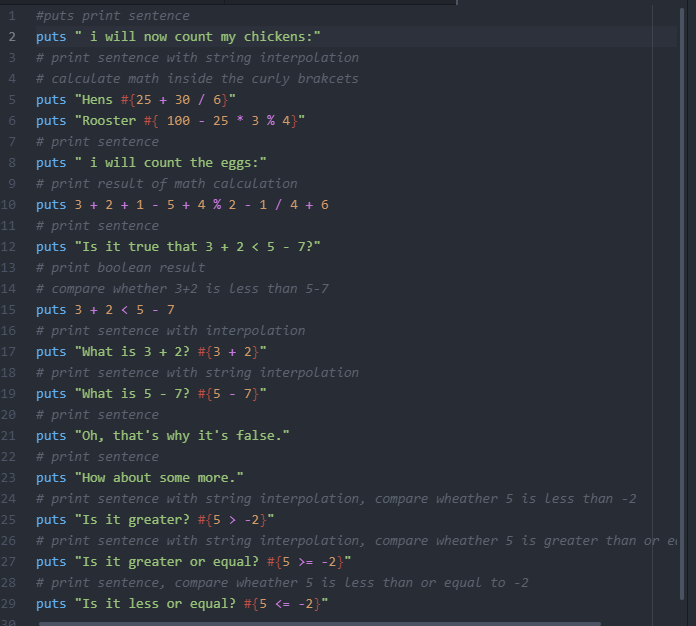 1 #puts print sentence
2 puts " i will now count my chickens:"
3 # print sentence with string interpolation
4 # calculate math inside the curly brakcets
5 puts "Hens #{25 + 30 / 6}"
6 puts "Rooster #{ 100 - 25 * 3 % 4}"
7 # print sentence
8 puts " i will count the eggs:"
9 # print result of math calculation
10 puts 3 + 2 + 1 - 5 + 4 % 2 - 1 / 4 + 6
11 # print sentence
12 puts "Is it true that 3 + 2 < 5 - 7?"
13 # print boolean result
14 # compare whether 3+2 is less than 5-7
15 puts 3 + 2 < 5 - 7
16 # print sentence with interpolation
17 puts "What is 3 + 2? #{3 + 2}"
18 # print sentence with string interpolation
19 puts "What is 5 - 7? #{5 - 7}"
20 # print sentence
21 puts "Oh, that's why it's false."
22 # print sentence
23 puts "How about some more."
24 # print sentence with string interpolation, compare wheather 5 is less than -2
25 puts "Is it greater? #{5 > -2}"
26 # print sentence with string interpolation, compare wheather 5 is greater than or
27 puts "Is it greater or equal? #{5 >= -2}"
28 # print sentence, compare wheather 5 is less than or equal to -2
29 puts "Is it less or equal? #{5 <= -2}"
30